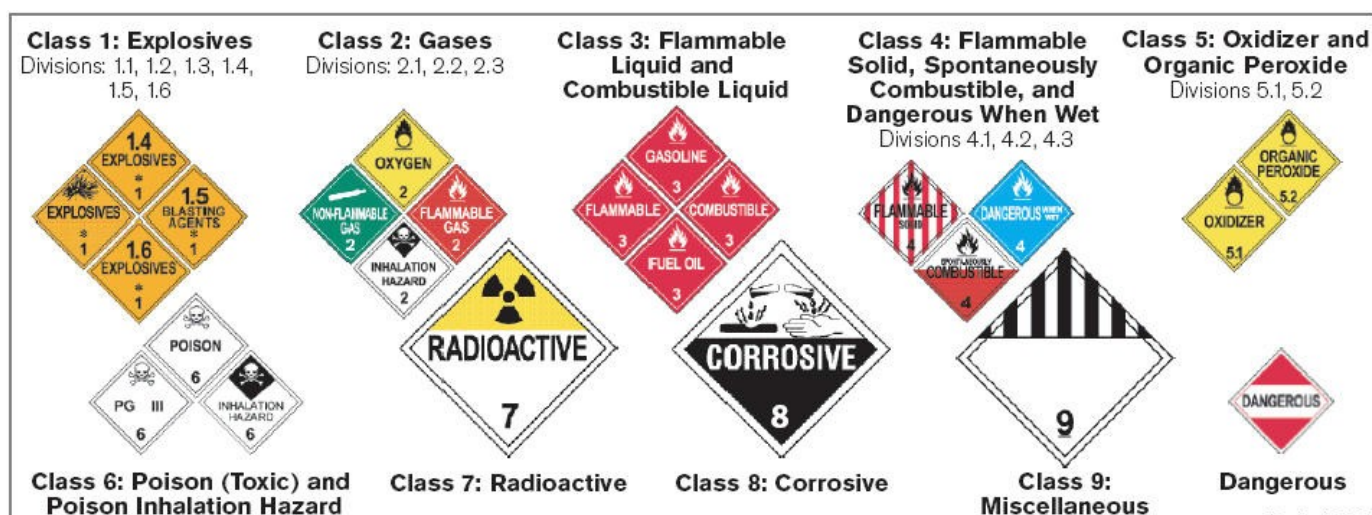 Class 1: Explosives
Divisions: 1.1, 1.2, 1.3, 1.4,
1.5, 1.6
1.4
EXPLOSIVES
*
1
EXPLOSIVES
*
1
1.5
BLASTING
AGENTS
*
1
1.6
EXPLOSIVES
*
1
Class 2: Gases
Divisions: 2.1, 2.2, 2.3
OXYGEN
2
NON-FLAMMABLE
GAS
2
FLAMMABLE
GAS
2
INHALATION
HAZARD
2
Class 3: Flammable
Liquid and
Combustible Liquid
GASOLINE
3
FLAMMABLE
3
COMBUSTIBLE
3
FUEL OIL
3
Class 4: Flammable
Solid, Spontaneously
Combustible, and
Dangerous When Wet
Divisions 4.1, 4.2, 4.3
FLAMMABLE
SOLID
4
DANGEROUS WHEN WET
4
SPONTANEOUSLY
COMBUSTIBLE
4
Class 5: Oxidizer and
Organic Peroxide
Divisions 5.1, 5.2
ORGANIC
PEROXIDE
5.2
OXIDIZER
5.1
POISON
6
PG III
6
INHALATION
HAZARD
6
Class 6: Poison (Toxic) and
Poison Inhalation Hazard
RADIOACTIVE
7
Class 7: Radioactive
CORROSIVE
8
Class 8: Corrosive
9
Class 9:
Miscellaneous
DANGEROUS
Dangerous